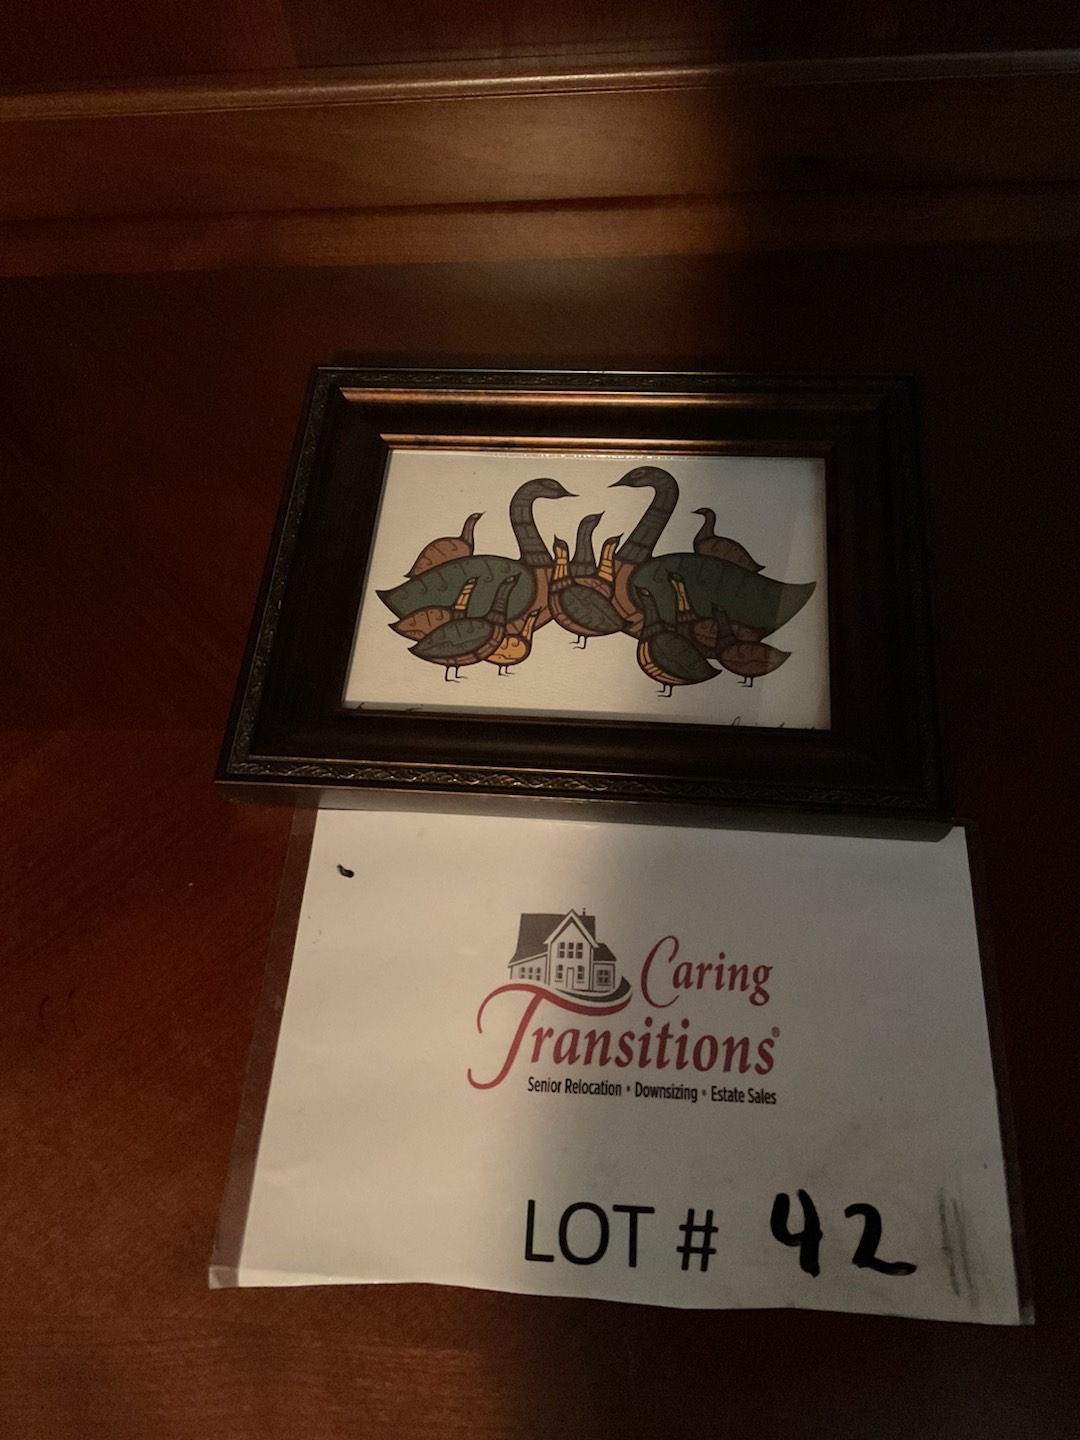 Caring
Transitions®
Senior Relocation • Downsizing • Estate Sales
LOT # 42